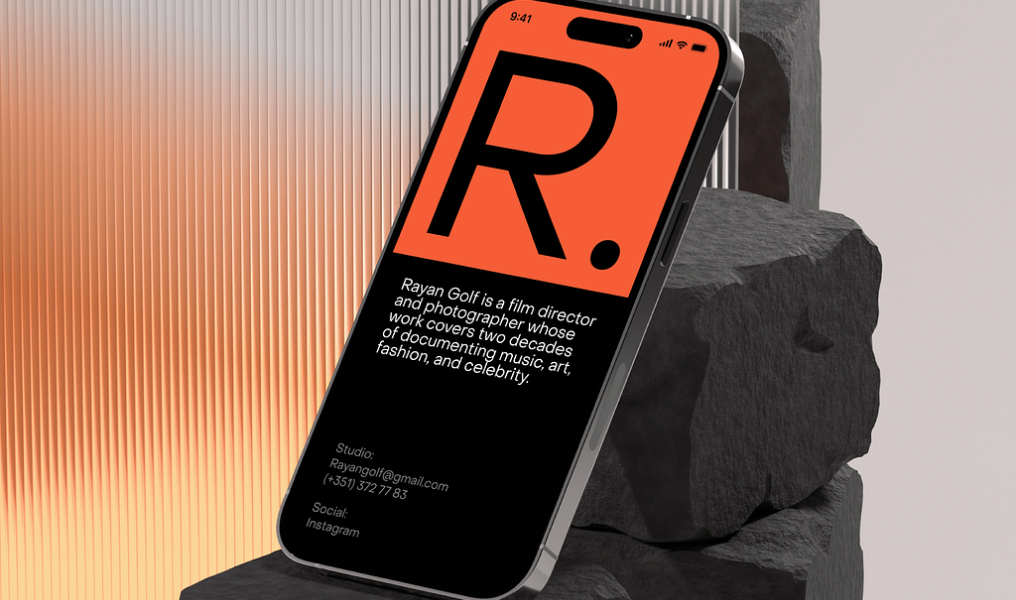 9:41
R.
Rayan Golf is a film director
and photographer whose
work covers two decades
of documenting music, art,
fashion, and celebrity.
Studio:
Rayangolf@gmail.com
(+351) 372 77 83
Social:
Instagram